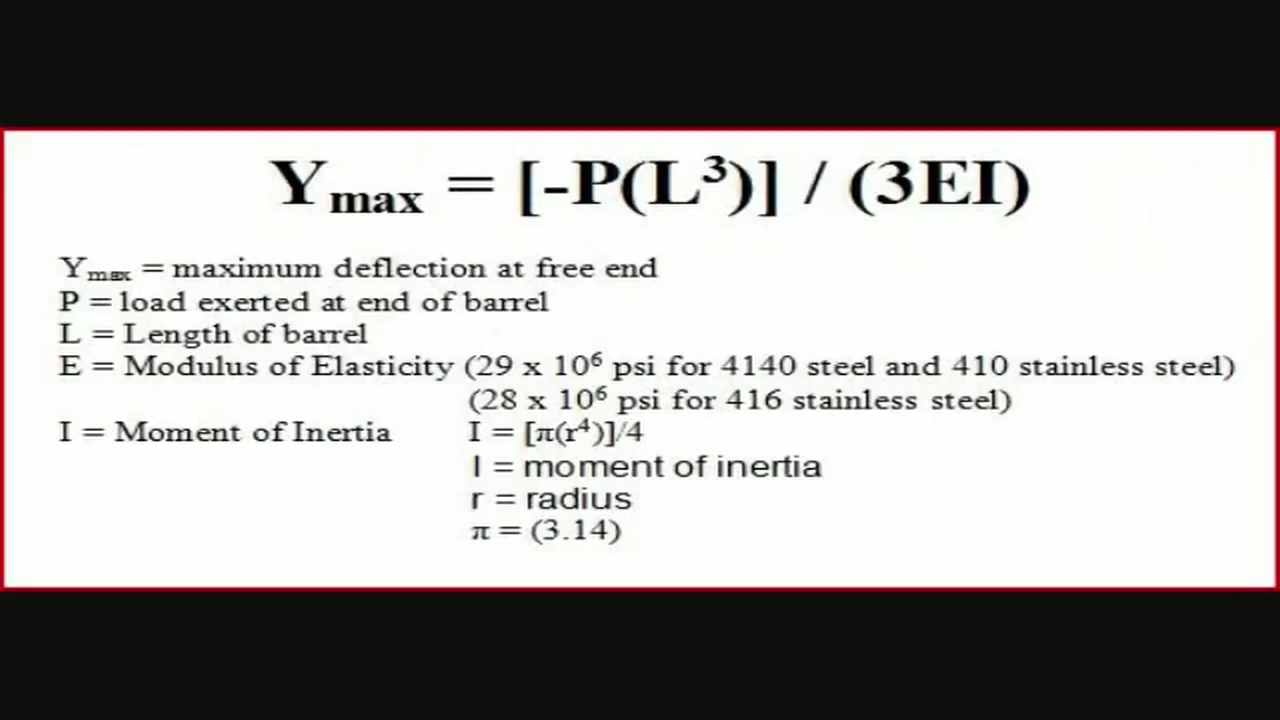 Ymax = [-P(L³)] / (3EI)
Ymax = maximum deflection at free end
P = load exerted at end of barrel
L = Length of barrel
E = Modulus of Elasticity (29 x 10⁶ psi for 4140 steel and 410 stainless steel)
(28 x 10⁶ psi for 416 stainless steel)
I = Moment of Inertia I = [π(r⁴)]/4
I = moment of inertia
r = radius
π = (3.14)